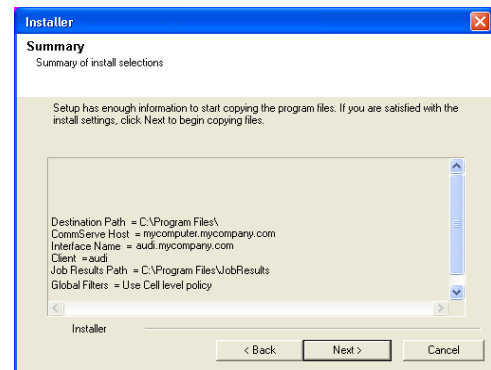 Installer
Summary
Summary of install selections
Setup has enough information to start copying the program files. If you are satisfied with the
install settings, click Next to begin copying files.
Destination Path = C:\Program Files\
CommServe Host = mycomputer.mycompany.com
Interface Name = audi.mycompany.com
Client =audi
Job Results Path = C:\Program Files\JobResults
Global Filters = Use Cell level policy
Installer
< Back Next > Cancel